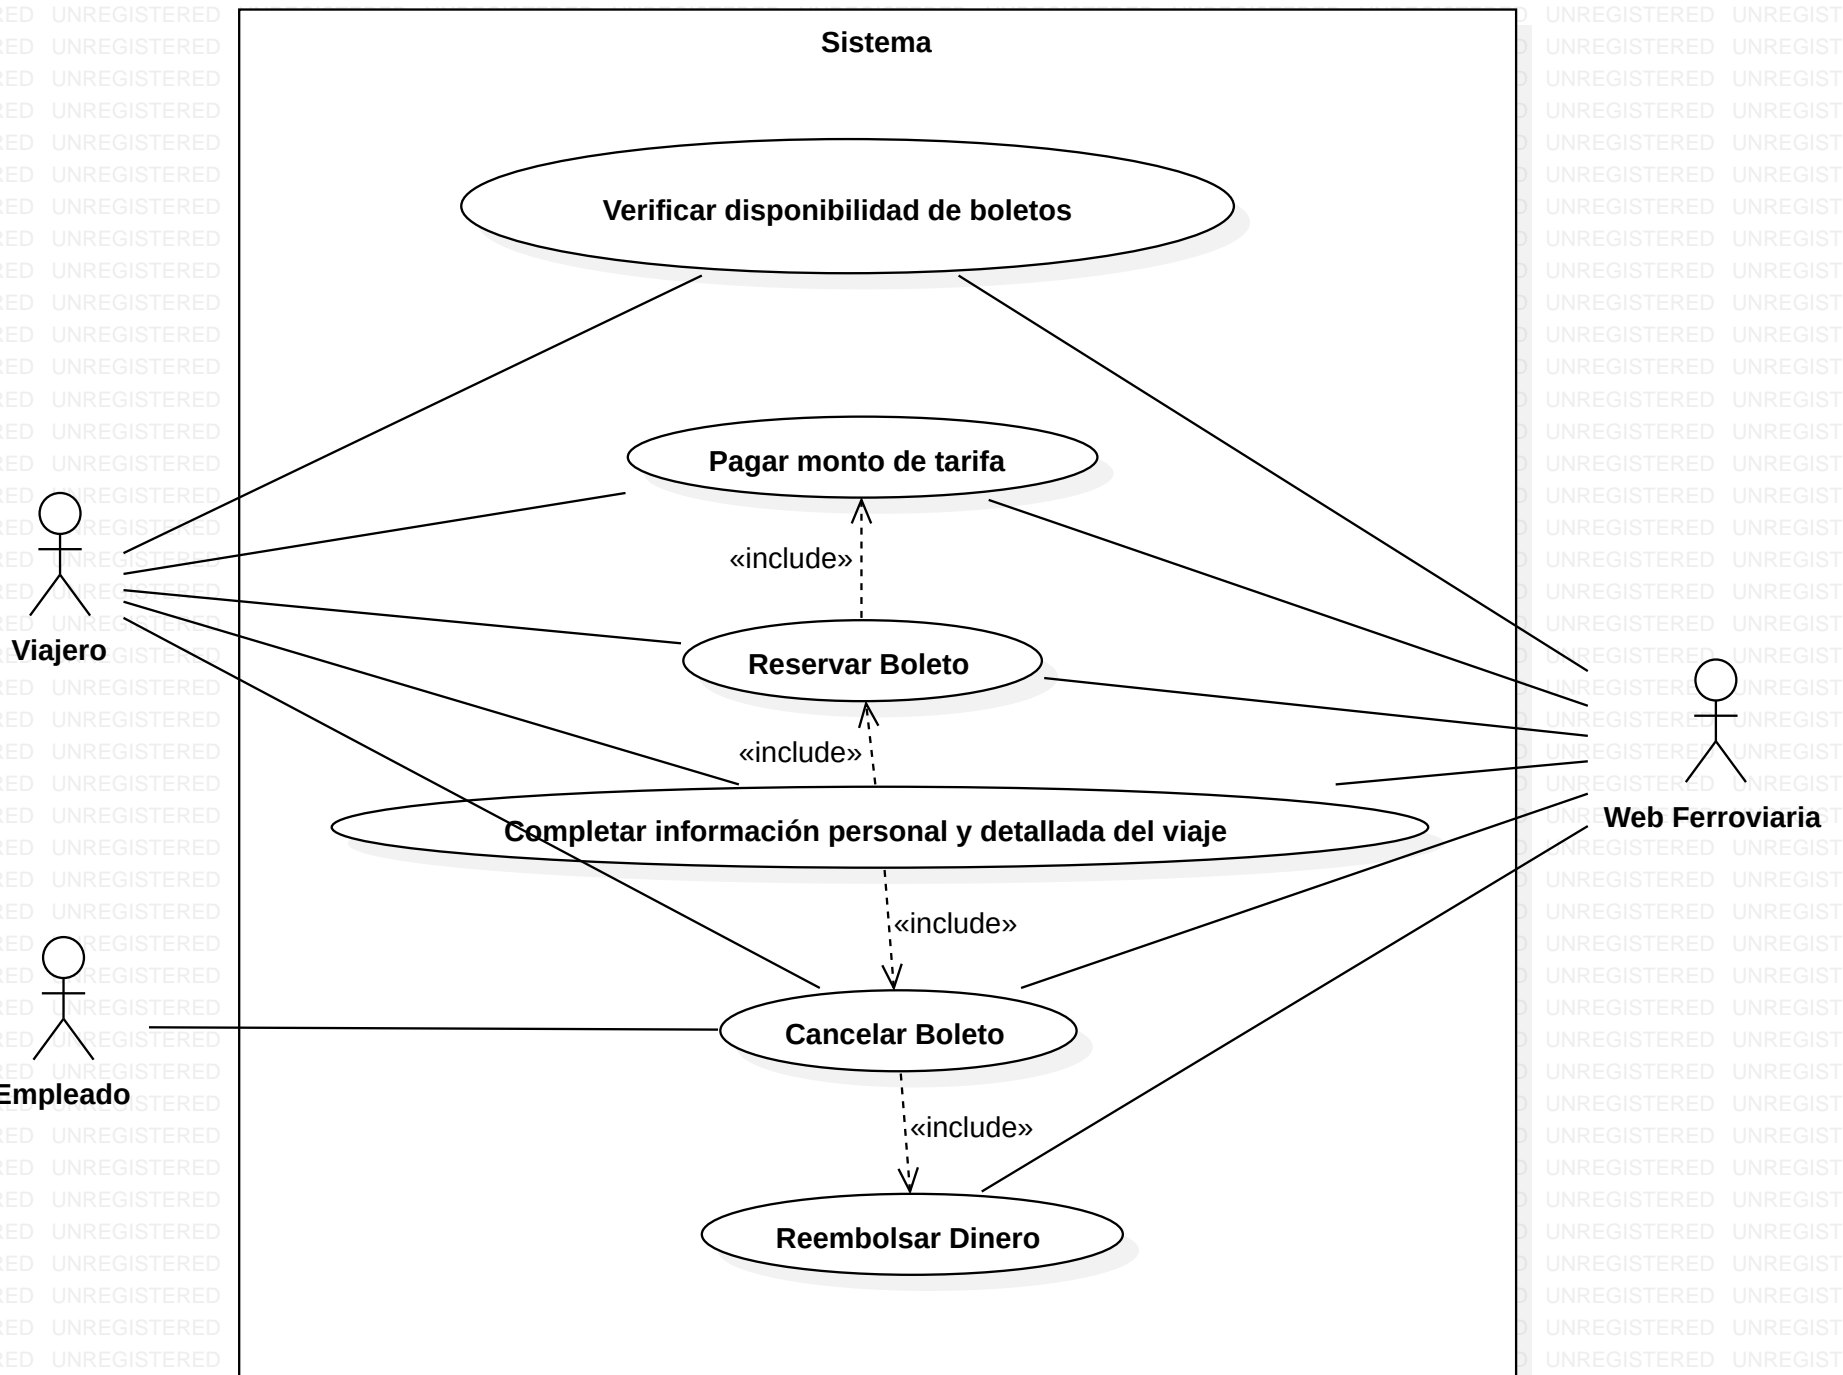 Sistema
Verificar disponibilidad de boletos
Pagar monto de tarifa
«include»
Viajero
Reservar Boleto
«include»
Web Ferroviaria
Completar información personal y detallada del viaje
«include»
Cancelar Boleto
Empleado
«include»
Reembolsar Dinero
UNREGISTERED